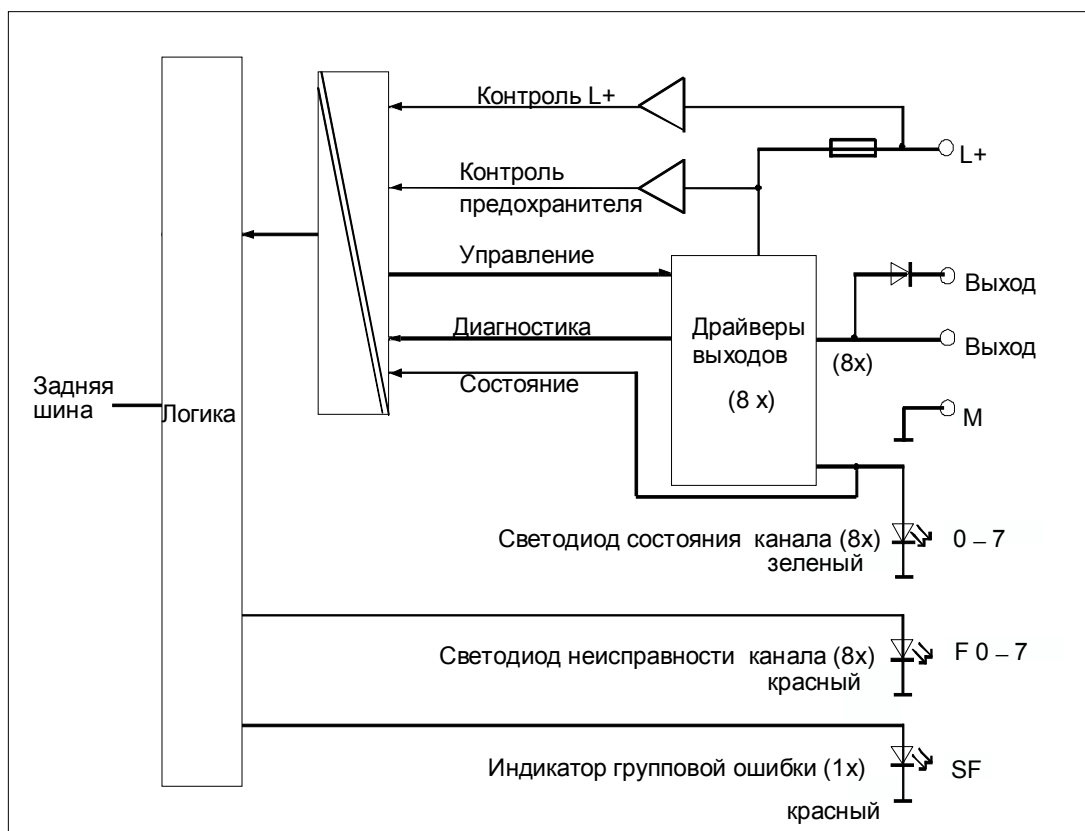 Контроль L+
L+
Контроль
предохранителя
Управление
Выход
Драйверы
выходов
(8 x)
Диагностика
(8x)
Выход
Состояние
Задняя
шина
Логика
M
Светодиод состояния канала (8x)
зеленый
0 – 7
Светодиод неисправности канала (8x)
красный
F 0 – 7
Индикатор групповой ошибки (1x)
красный
SF